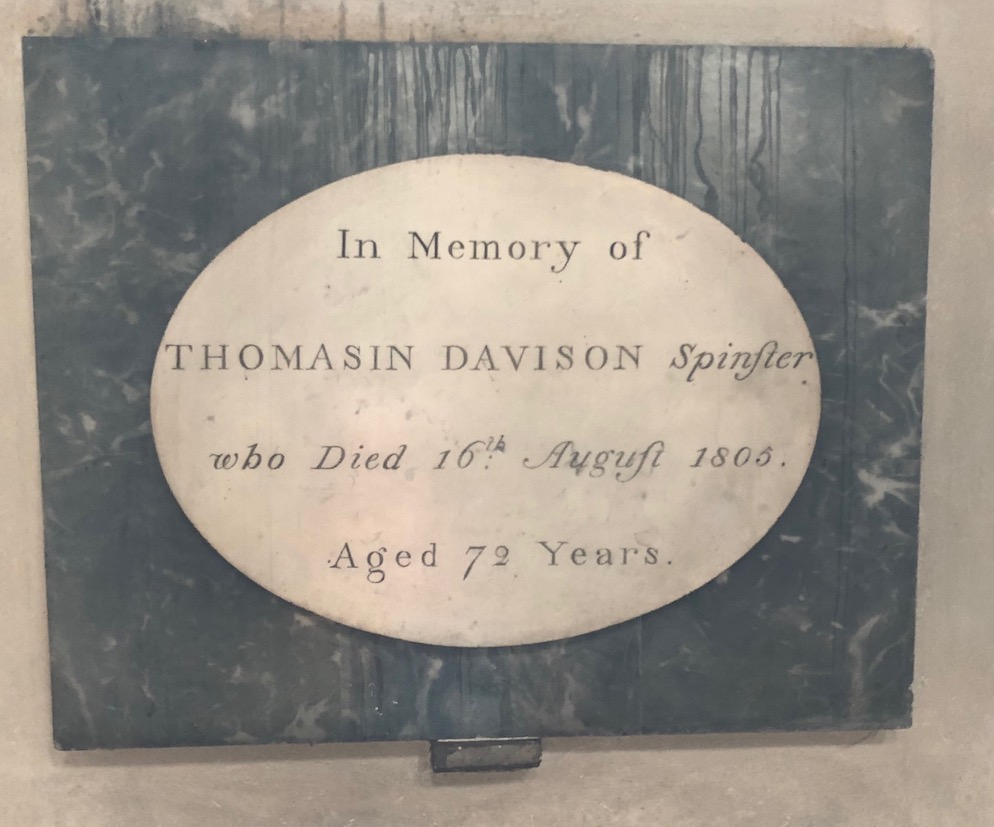 In Memory of
THOMASIN DAVISON Spinſter
who Died 16th. Auguſt 1805.
Aged 72 Years.